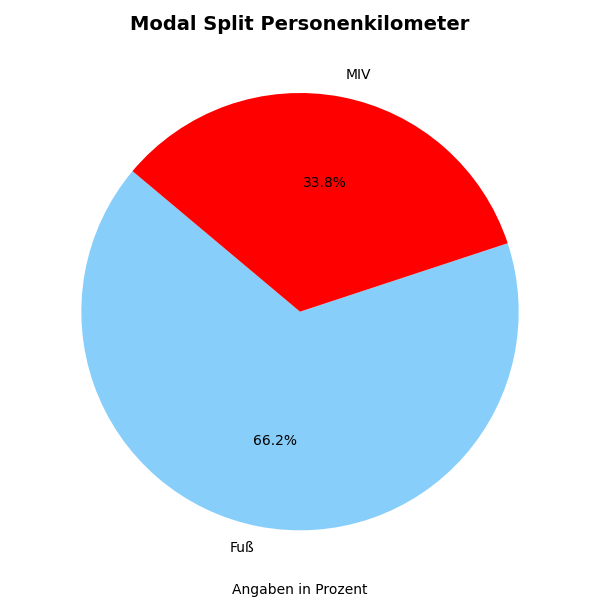 Modal Split Personenkilometer
MIV
33.8%
66.2%
Fuß
Angaben in Prozent